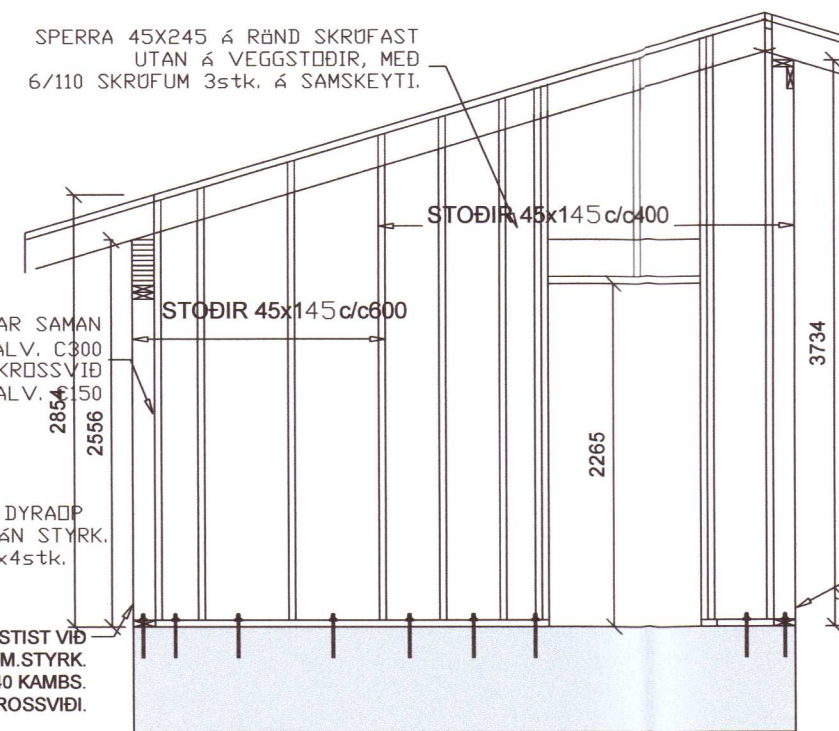 SPERRA 45X245 Á RÖND SKRÚFAST
UTAN Á VEGGSTOÐIR, MEÐ
6/110 SKRÚFUM 3stk. Á SAMSKEYTI.
STOÐIR 45x145 c/c400
STOÐIR 45x145 c/c600
AR SAMAN
ALV. C300
KROSSVIÐ
ALV. C150
2854
2556
2265
3734
DYRAOP
ÁN STYRK.
x4stk.
STIST VIÐ
M.STYRK.
40 KAMBS.
ROSSVIÐI.